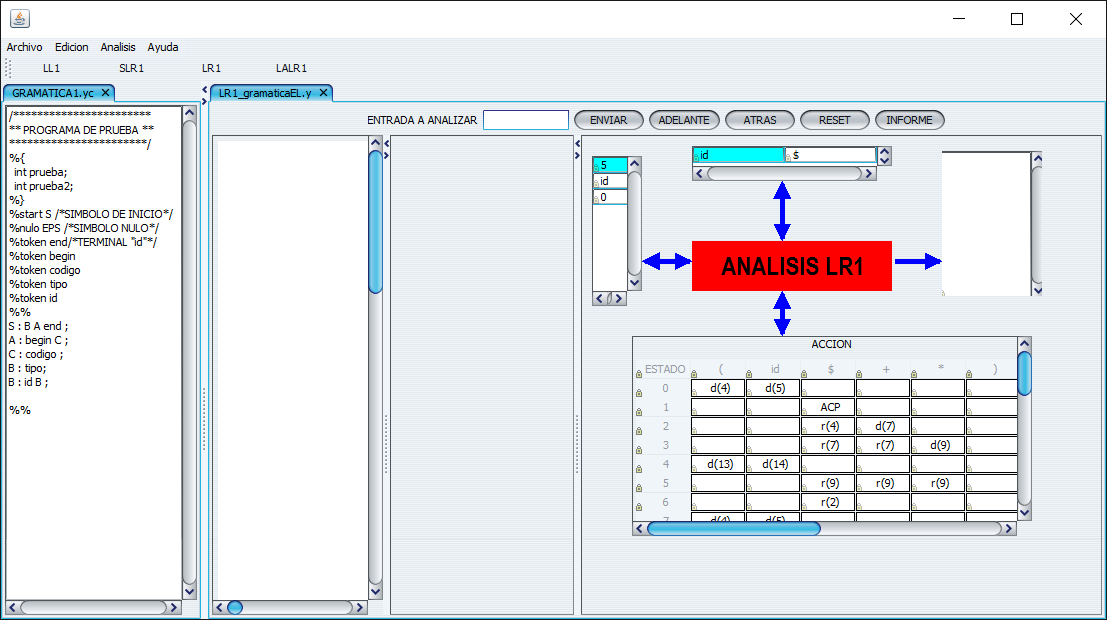 Archivo Edicion Analisis Ayuda
LL1 SLR1 LR1 LALR1
GRAMATICA1.yc LR1_gramaticaEL.y
/************************
** PROGRAMA DE PRUEBA **
************************/
%{
int prueba;
int prueba2;
%}
%start S /*SIMBOLO DE INICIO*/
%nulo EPS /*SIMBOLO NULO*/
%token end/*TERMINAL "id"*/
%token begin
%token codigo
%token tipo
%token id
%%
S : B A end ;
A : begin C ;
C : codigo ;
B : tipo;
B : id B ;
%%
ENTRADA A ANALIZAR ENVIAR ADELANTE ATRAS RESET INFORME
5
id
0
id $
ANALISIS LR1
ACCION
ESTADO ( id $ + * )
0 d(4) d(5)
1 ACP
2 r(4) d(7)
3 r(7) r(7) d(9)
4 d(13) d(14)
5 r(9) r(9) r(9)
6 r(2)
7 d(4) d(5)